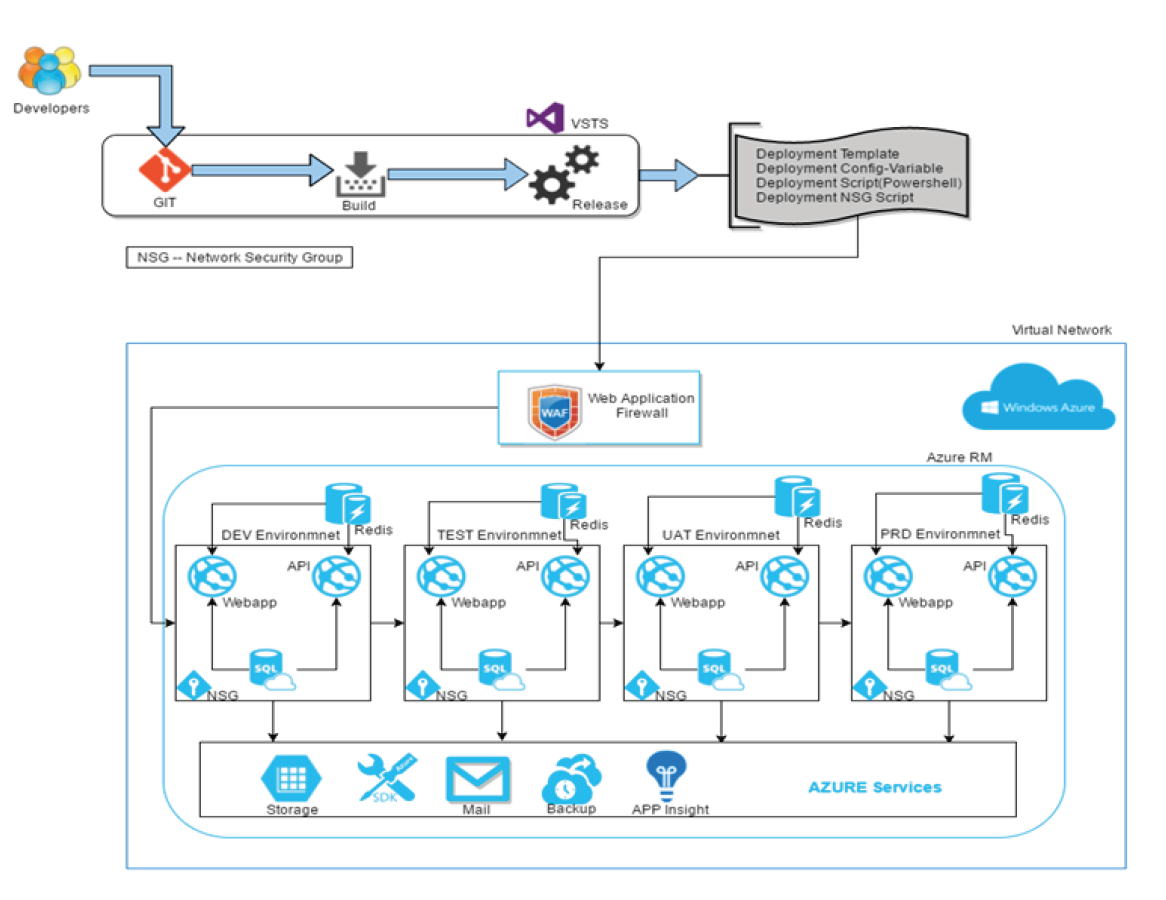 Developers
VSTS
GIT
Build
Release
Deployment Template
Deployment Config-Variable
Deployment Script(Powershell)
Deployment NSG Script
NSG -- Network Security Group
Virtual Network
WAF
Web Application
Firewall
Windows Azure
Azure RM
Redis
Redis
Redis
Redis
DEV Environmnet
TEST Environmnet
UAT Environmnet
PRD Environmnet
API
API
API
API
Webapp
Webapp
Webapp
Webapp
SQL
SQL
SQL
SQL
NSG
NSG
NSG
NSG
Azure
SDK
AZURE Services
Storage
Mail
Backup
APP Insight